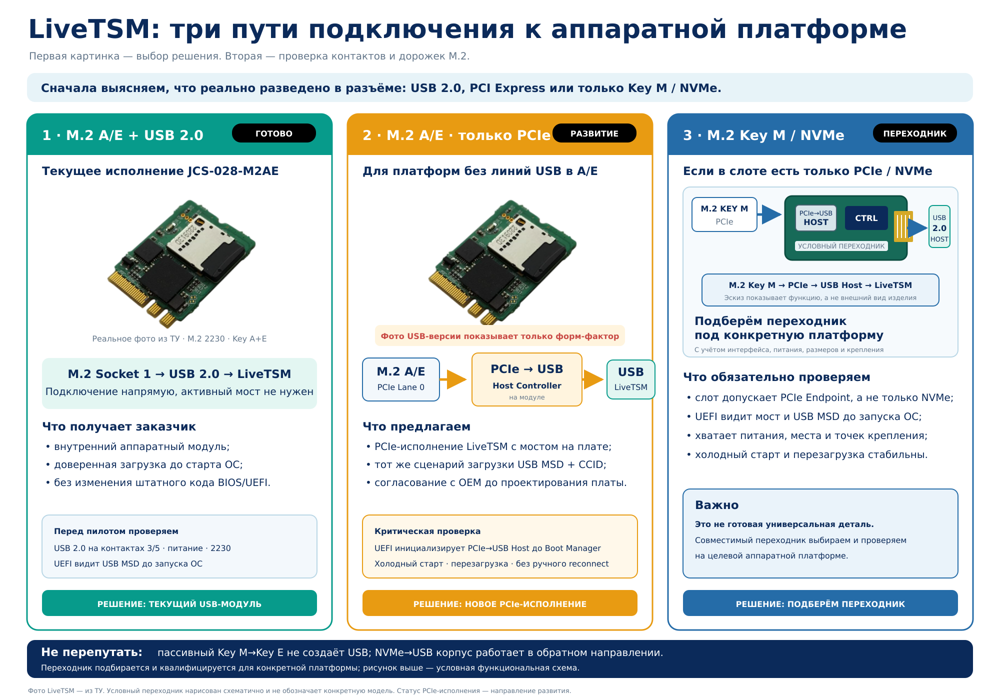 LiveTSM: три пути подключения к аппаратной платформе
Первая картинка — выбор решения. Вторая — проверка контактов и дорожек M.2.
Сначала выясняем, что реально разведено в разъёме: USB 2.0, PCI Express или только Key M / NVMe.
1 · M.2 A/E + USB 2.0
ГОТОВО
Текущее исполнение JCS-028-M2AE
Реальное фото из ТУ · M.2 2230 · Key A+E
M.2 Socket 1 → USB 2.0 → LiveTSM
Подключение напрямую, активный мост не нужен
Что получает заказчик
• внутренний аппаратный модуль;
• доверенная загрузка до старта ОС;
• без изменения штатного кода BIOS/UEFI.
Перед пилотом проверяем
USB 2.0 на контактах 3/5 · питание · 2230
UEFI видит USB MSD до запуска ОС
РЕШЕНИЕ: ТЕКУЩИЙ USB-МОДУЛЬ
2 · M.2 A/E · только PCIe
РАЗВИТИЕ
Для платформ без линий USB в A/E
Фото USB-версии показывает только форм-фактор
M.2 A/E
PCIe Lane 0
PCIe → USB
Host Controller
на модуле
USB
LiveTSM
Что предлагаем
• PCIe-исполнение LiveTSM с мостом на плате;
• тот же сценарий загрузки USB MSD + CCID;
• согласование с OEM до проектирования платы.
Критическая проверка
UEFI инициализирует PCIe→USB Host до Boot Manager
Холодный старт · перезагрузка · без ручного reconnect
РЕШЕНИЕ: НОВОЕ PCIe-ИСПОЛНЕНИЕ
3 · M.2 Key M / NVMe
ПЕРЕХОДНИК
Если в слоте есть только PCIe / NVMe
M.2 KEY M
PCIe
PCIe→USB
HOST
CTRL
УСЛОВНЫЙ ПЕРЕХОДНИК
USB
2.0
HOST
M.2 Key M → PCIe → USB Host → LiveTSM
Эскиз показывает функцию, а не внешний вид изделия
Подберём переходник
под конкретную платформу
С учётом интерфейса, питания, размеров и крепления
Что обязательно проверяем
• слот допускает PCIe Endpoint, а не только NVMe;
• UEFI видит мост и USB MSD до запуска ОС;
• хватает питания, места и точек крепления;
• холодный старт и перезагрузка стабильны.
Важно
Это не готовая универсальная деталь.
Совместимый переходник выбираем и проверяем
на целевой аппаратной платформе.
РЕШЕНИЕ: ПОДБЕРЁМ ПЕРЕХОДНИК
Не перепутать: пассивный Key M→Key E не создаёт USB; NVMe→USB корпус работает в обратном направлении.
Переходник подбирается и квалифицируется для конкретной платформы; рисунок выше — условная функциональная схема.
Фото LiveTSM — из ТУ. Условный переходник нарисован схематично и не обозначает конкретную модель. Статус PCIe-исполнения — направление развития.